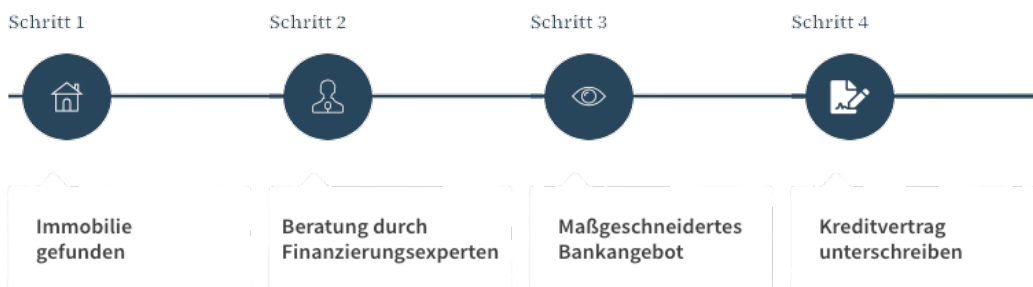 Schritt 1
Schritt 2
Schritt 3
Schritt 4
Immobilie
gefunden
Beratung durch
Finanzierungsexperten
Maßgeschneidertes
Bankangebot
Kreditvertrag
unterschreiben